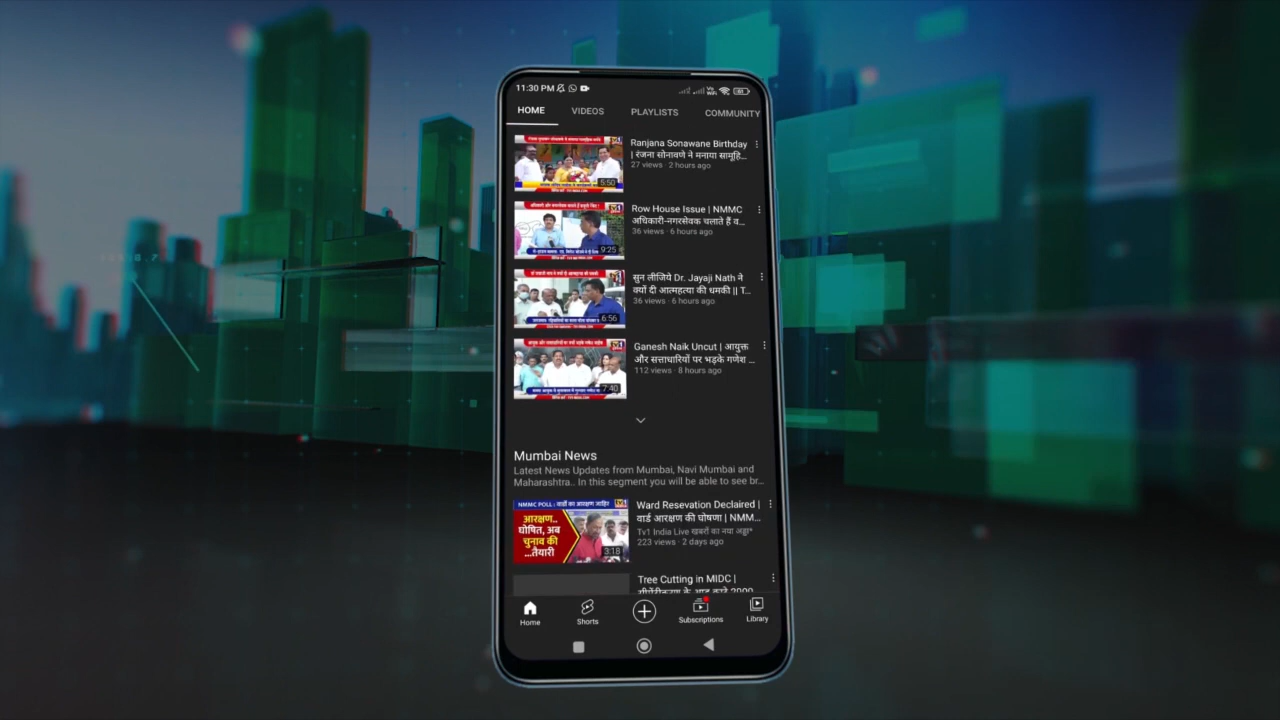 11:30 PM
HOME VIDEOS PLAYLISTS COMMUNITY
Ranjana Sonawane Birthday
| रंजना सोनावणे ने मनाया सामूहि...
27 views · 2 hours ago
5:50
Row House Issue | NMMC
अधिकारी-नगरसेवक चलाते हैं व...
36 views · 6 hours ago
9:25
सुन लीजिये Dr. Jayaji Nath ने
क्यों दी आत्महत्या की धमकी || T...
36 views · 6 hours ago
6:56
Ganesh Naik Uncut | आयुक्त
और सत्ताधारियों पर भड़के गणेश ...
112 views · 8 hours ago
7:40
Mumbai News
Latest News Updates from Mumbai, Navi Mumbai and
Maharashtra.. In this segment you will be able to see br...
NMMC POLL : वार्डों का आरक्षण जाहिर
आरक्षण..
घोषित, अब
चुनाव की
...तैयारी
3:18
Ward Resevation Declaired |
वार्ड आरक्षण की घोषणा | NMM...
Tv1 India Live खबरों का नया अड्डा*
223 views · 2 days ago
Tree Cutting in MIDC |
Home Shorts Subscriptions Library